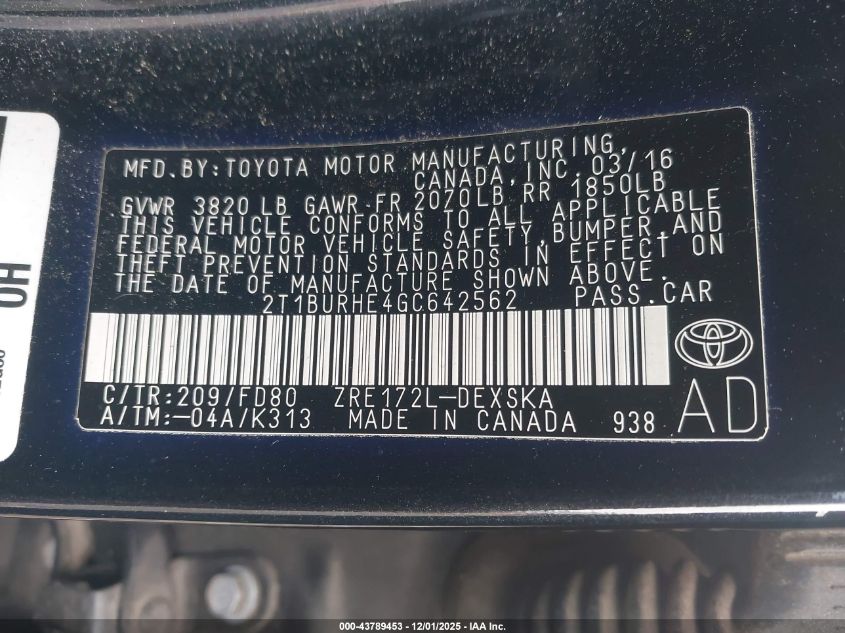 MFD.BY:TOYOTA MOTOR MANUFACTURING,
CANADA,INC.03/16
GVWR 3820 LB GAWR FR 2070LB RR 1850LB
THIS VEHICLE CONFORMS TO ALL APPLICABLE
FEDERAL MOTOR VEHICLE SAFETY,BUMPER,AND
THEFT PREVENTION STANDARDS IN EFFECT ON
THE DATE OF MANUFACTURE SHOWN ABOVE.
2T1BURHE4GC642562 PASS.CAR
C/TR:209/FD80 ZRE172L-DEXSKA
A/TM:-04A/K313 MADE IN CANADA 938
AD
HO
000-43789453 - 12/01/2025 - IAA Inc.